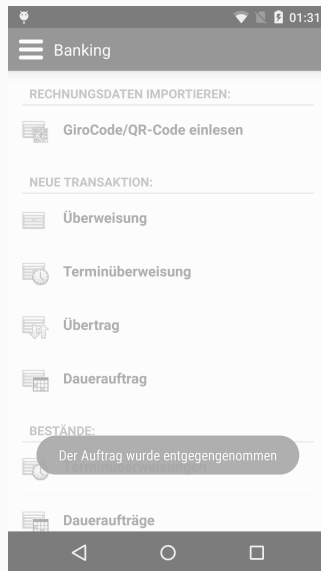 01:31
Banking
RECHNUNGSDATEN IMPORTIEREN:
GiroCode/QR-Code einlesen
NEUE TRANSAKTION:
Überweisung
Terminüberweisung
Übertrag
Dauerauftrag
BESTÄNDE:
Der Auftrag wurde entgegengenommen
Terminüberweisungen
Daueraufträge